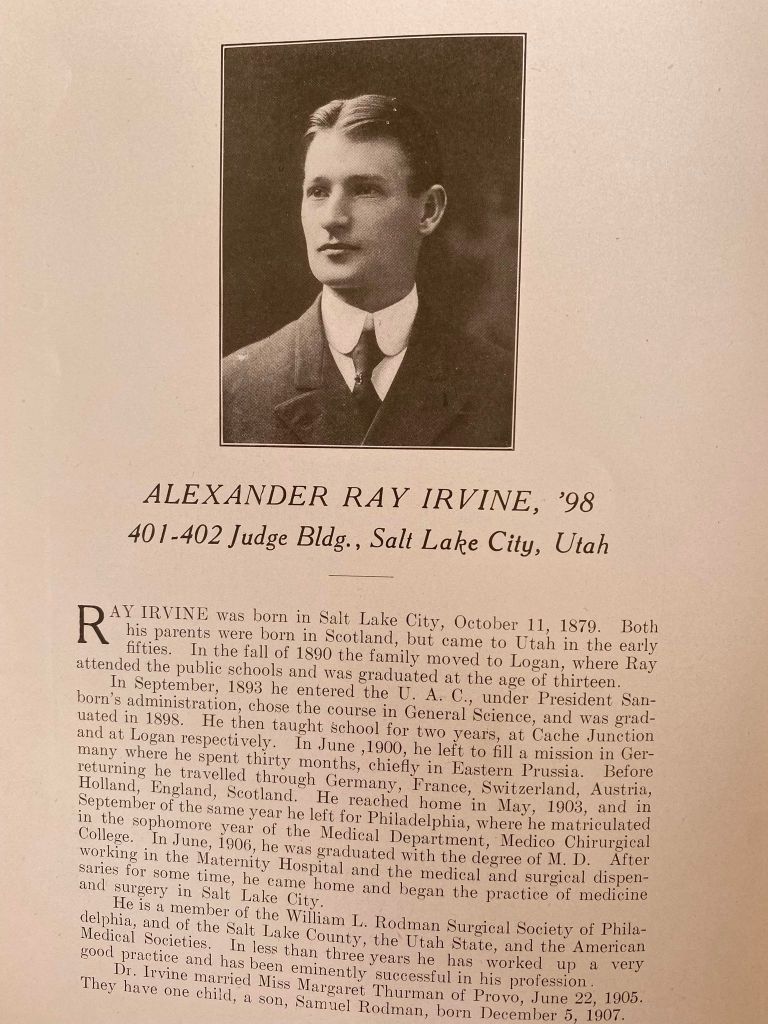 ALEXANDER RAY IRVINE, '98
401-402 Judge Bldg., Salt Lake City, Utah
RAY IRVINE was born in Salt Lake City, October 11, 1879. Both
his parents were born in Scotland, but came to Utah in the early
fifties. In the fall of 1890 the family moved to Logan, where Ray
attended the public schools and was graduated at the age of thirteen.
In September, 1893 he entered the U. A. C., under President San-
born's administration, chose the course in General Science, and was grad-
uated in 1898. He then taught school for two years, at Cache Junction
and at Logan respectively. In June ,1900, he left to fill a mission in Ger-
many where he spent thirty months, chiefly in Eastern Prussia. Before
returning he travelled through Germany, France, Switzerland, Austria,
Holland, England, Scotland. He reached home in May, 1903, and in
September of the same year he left for Philadelphia, where he matriculated
in the sophomore year of the Medical Department, Medico Chirurgical
College. In June, 1906, he was graduated with the degree of M. D. After
working in the Maternity Hospital and the medical and surgical dispen-
saries for some time, he came home and began the practice of medicine
and surgery in Salt Lake City.
He is a member of the William L. Rodman Surgical Society of Phila-
delphia, and of the Salt Lake County, the Utah State, and the American
Medical Societies. In less than three years he has worked up a very
good practice and has been eminently successful in his profession.
Dr. Irvine married Miss Margaret Thurman of Provo, June 22, 1905.
They have one child, a son, Samuel Rodman, born December 5, 1907.